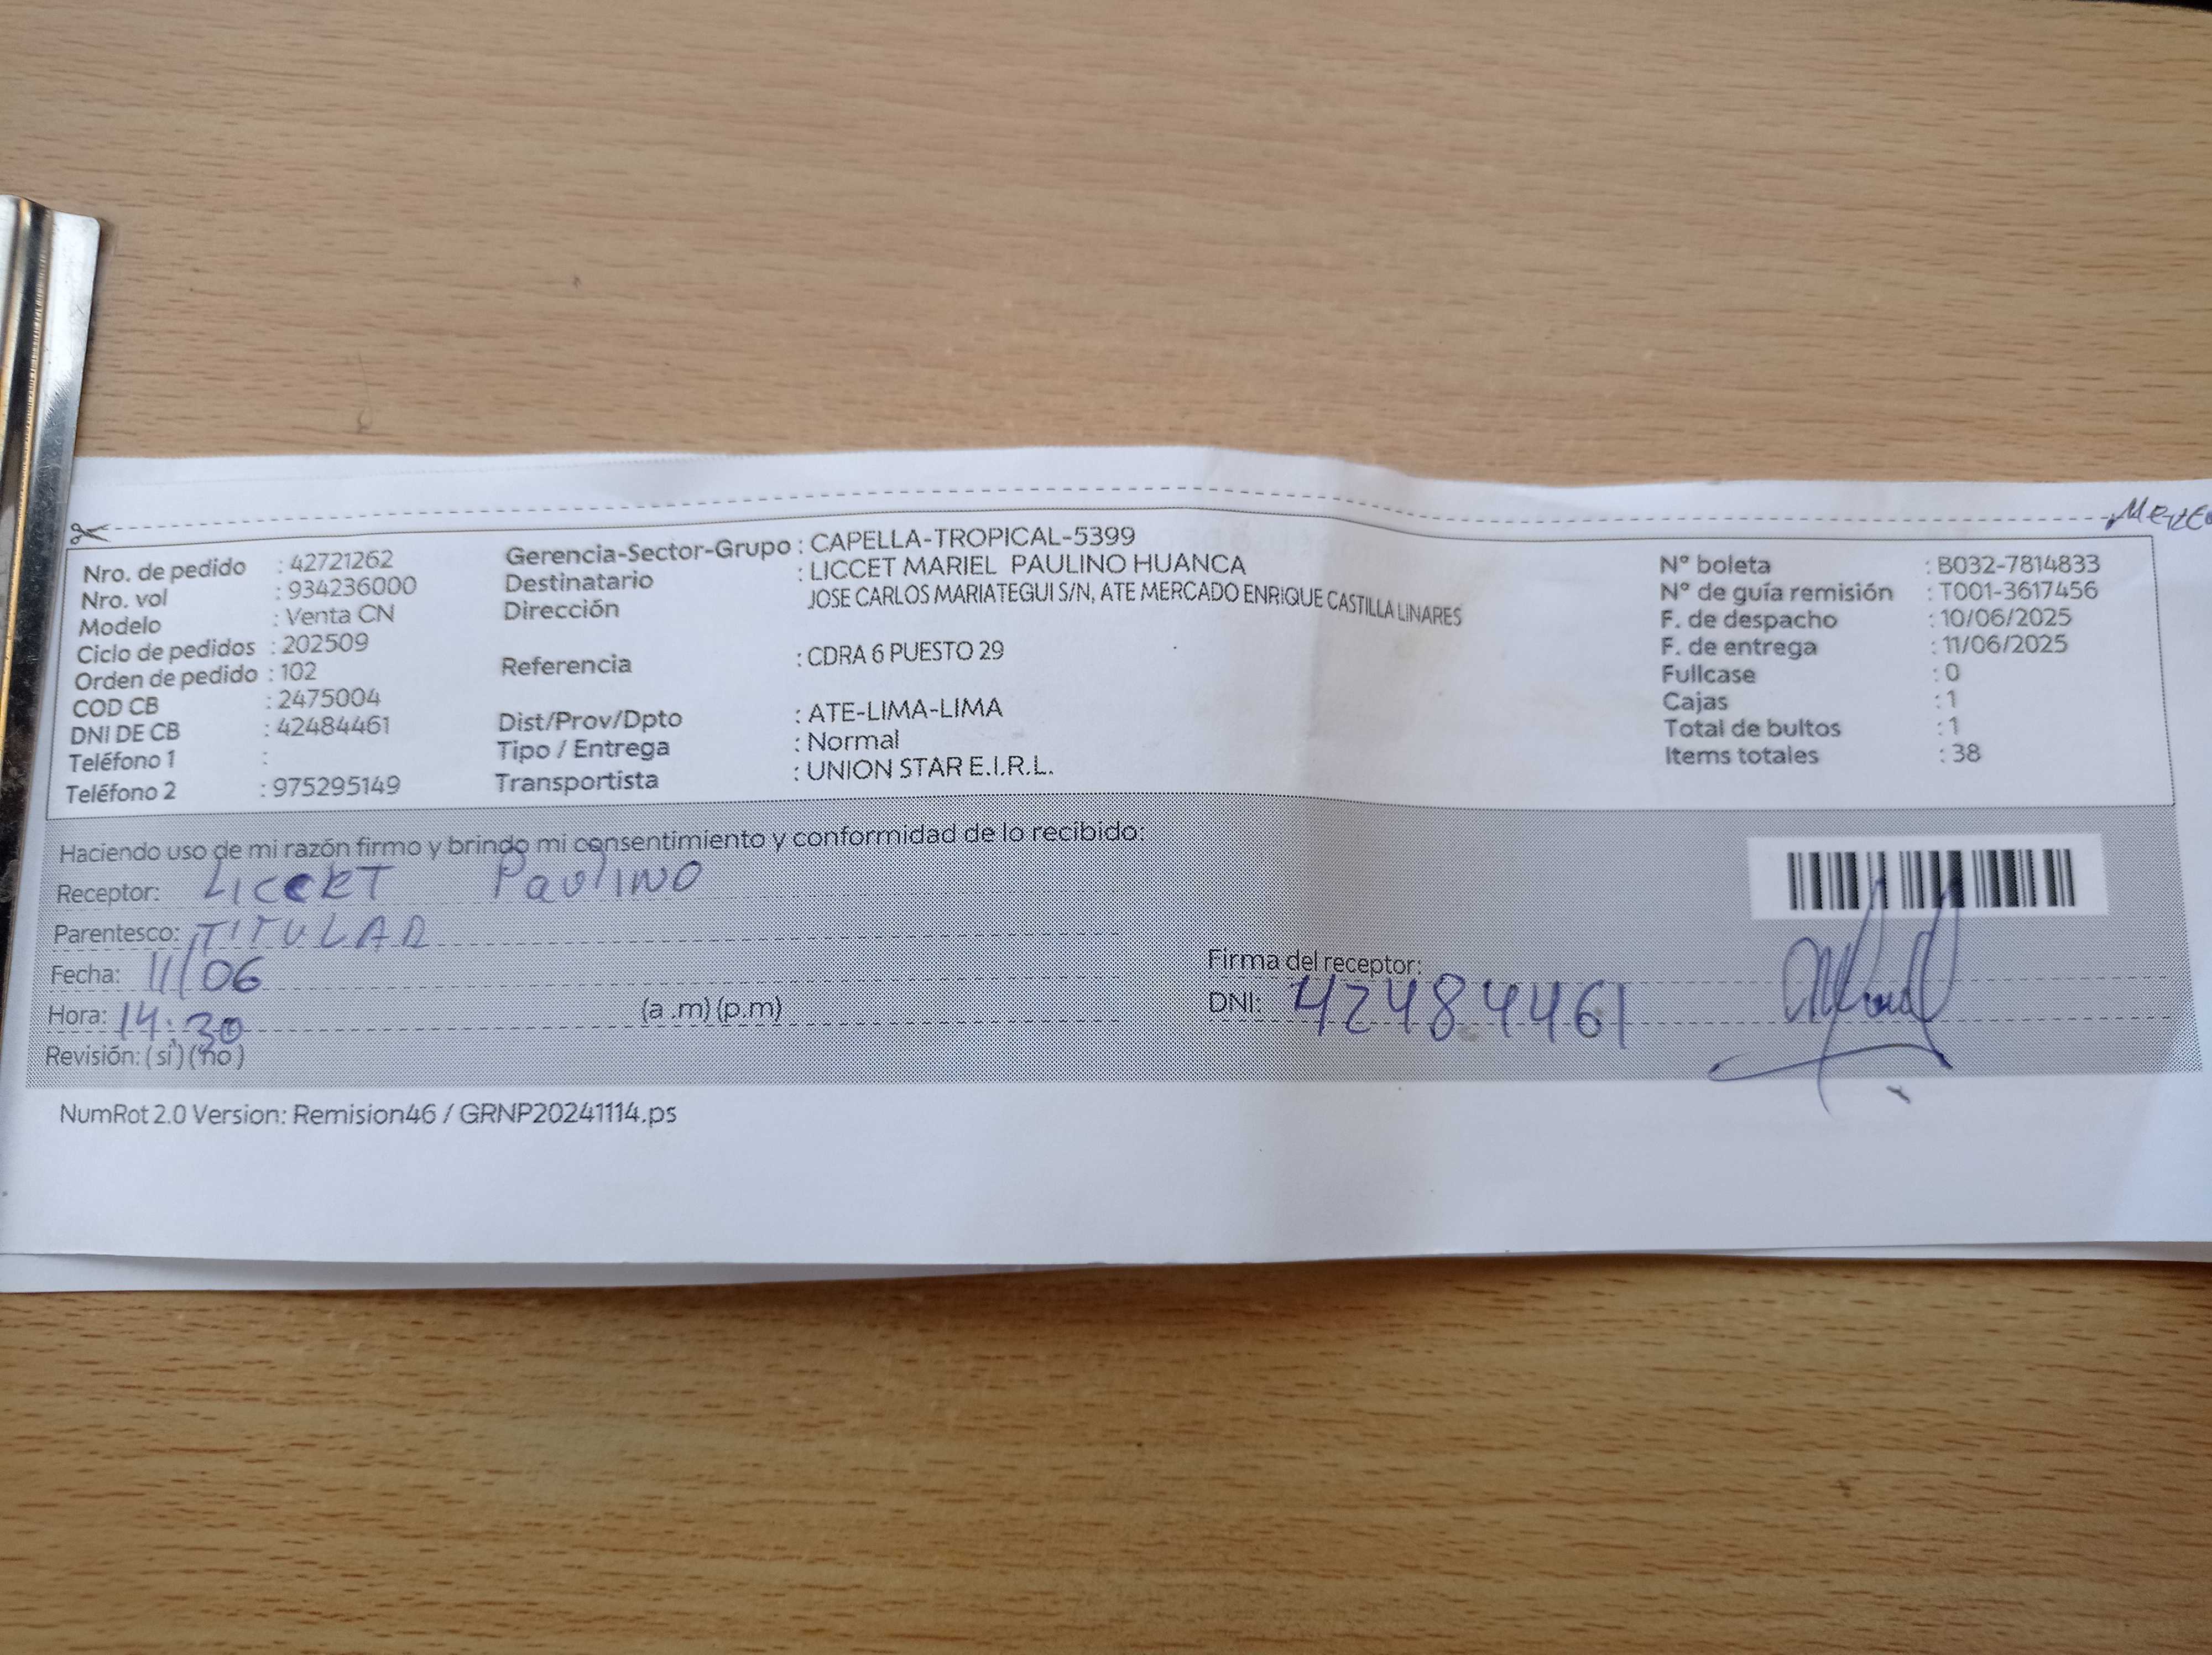 Nro. de pedido : 42721262
Nro. vol : 934236000
Modelo : Venta CN
Ciclo de pedidos : 202509
Orden de pedido : 102
COD CB : 2475004
DNI DE CB : 42484461
Teléfono 1 :
Teléfono 2 : 975295149
Gerencia-Sector-Grupo : CAPELLA-TROPICAL-5399
Destinatario : LICCET MARIEL PAULINO HUANCA
Dirección JOSE CARLOS MARIATEGUI S/N, ATE MERCADO ENRIQUE CASTILLA LINARES
Referencia : CDRA 6 PUESTO 29
Dist/Prov/Dpto : ATE-LIMA-LIMA
Tipo / Entrega : Normal
Transportista : UNION STAR E.I.R.L.
N° boleta : B032-7814833
N° de guía remisión : T001-3617456
F. de despacho : 10/06/2025
F. de entrega : 11/06/2025
Fullcase : 0
Cajas : 1
Total de bultos : 1
Items totales : 38
Haciendo uso de mi razón firmo y brindo mi consentimiento y conformidad de lo recibido:
Receptor: LICCET Paulino
Parentesco: TITULAR
Fecha: 11/06
Hora: 14:30 (a .m) (p.m)
Revisión: (si) (no)
Firma del receptor:
DNI: 42484461
NumRot 2.0 Version: Remision46 / GRNP20241114.ps